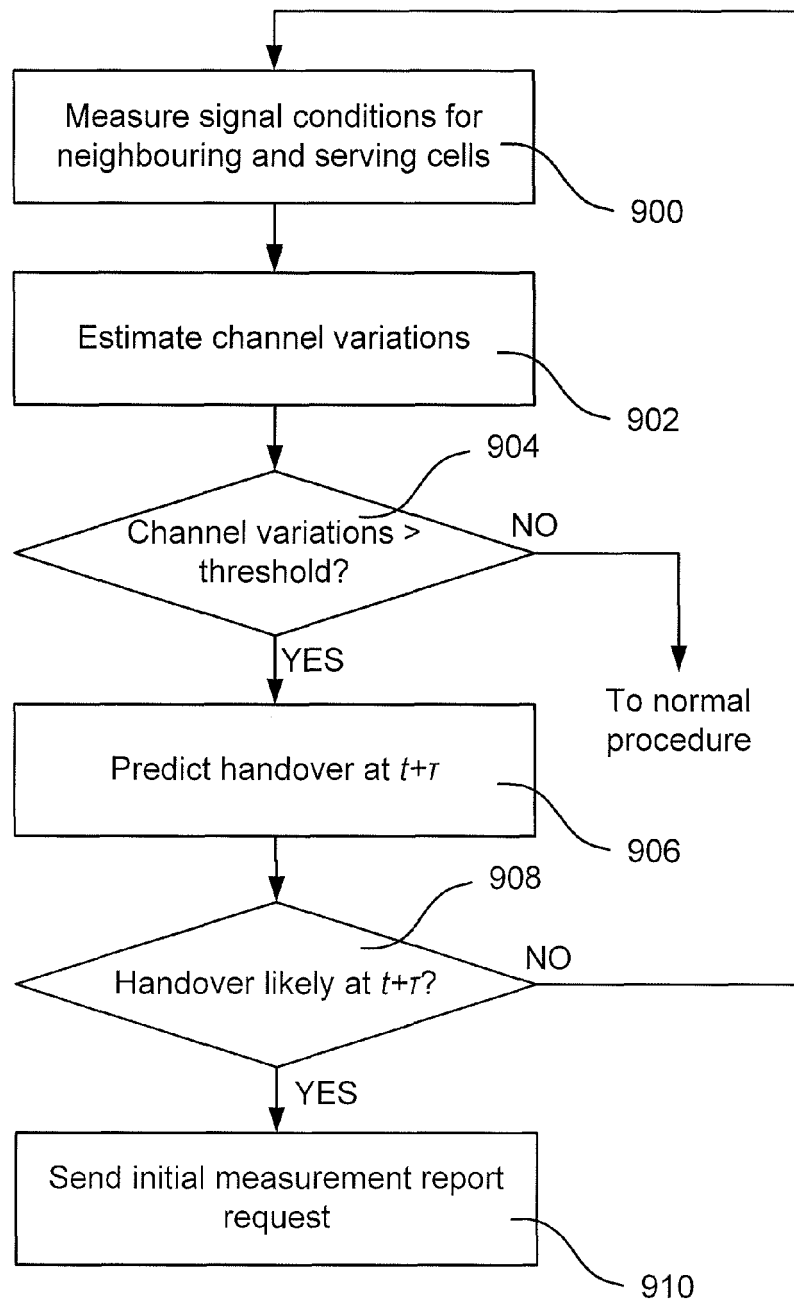 Measure signal conditions for
neighbouring and serving cells
900
Estimate channel variations
902
904
Channel variations >
threshold?
NO
YES
To normal
procedure
Predict handover at t+τ
906
908
Handover likely at t+τ?
NO
YES
Send initial measurement report
request
910